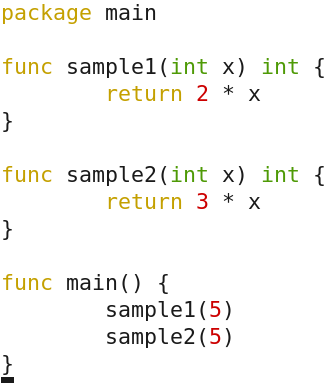 package main

func sample1(int x) int {
        return 2 * x
}

func sample2(int x) int {
        return 3 * x
}

func main() {
        sample1(5)
        sample2(5)
}